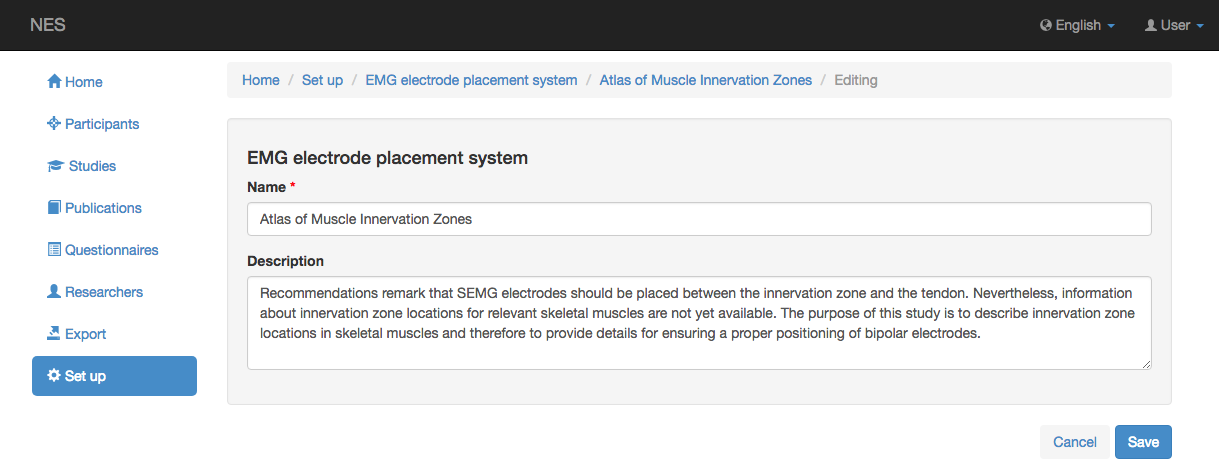 NES
English
User
Home
Participants
Studies
Publications
Questionnaires
Researchers
Export
Set up
Home / Set up / EMG electrode placement system / Atlas of Muscle Innervation Zones / Editing
EMG electrode placement system
Name *
Atlas of Muscle Innervation Zones
Description
Recommendations remark that SEMG electrodes should be placed between the innervation zone and the tendon. Nevertheless, information
about innervation zone locations for relevant skeletal muscles are not yet available. The purpose of this study is to describe innervation zone
locations in skeletal muscles and therefore to provide details for ensuring a proper positioning of bipolar electrodes.
Cancel
Save